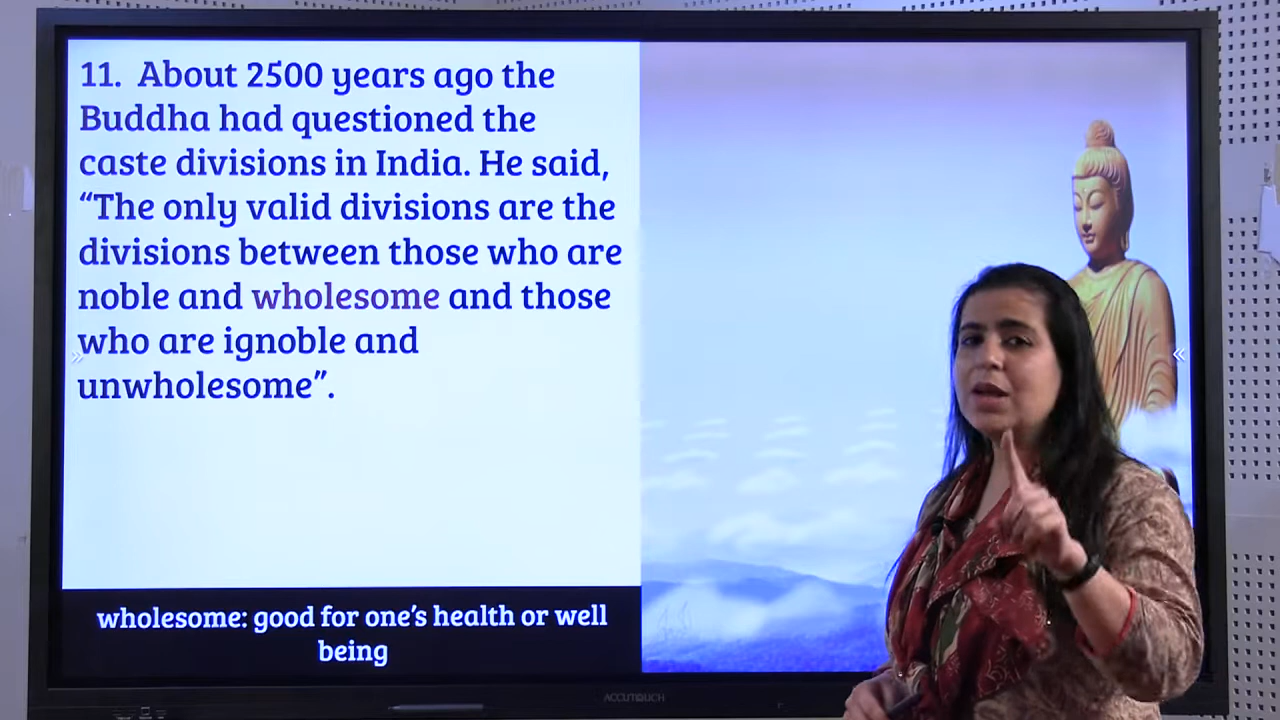 11. About 2500 years ago the
Buddha had questioned the
caste divisions in India. He said,
“The only valid divisions are the
divisions between those who are
noble and wholesome and those
who are ignoble and
unwholesome”.
wholesome: good for one’s health or well
being
ACCUTOUCH